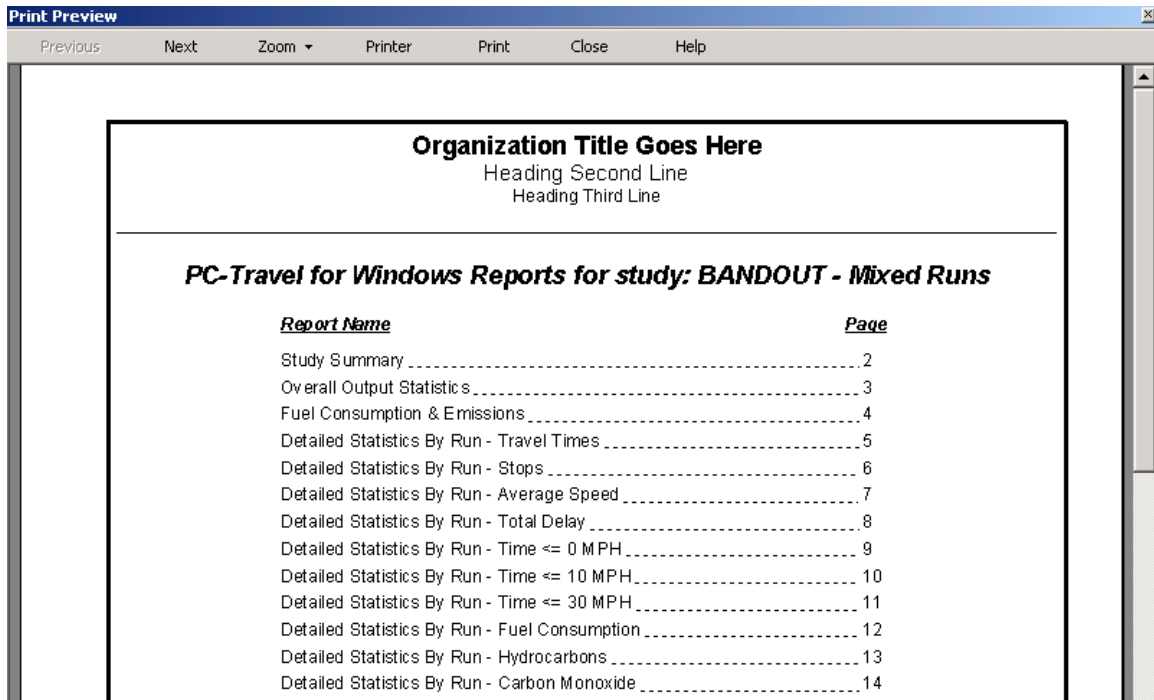 Print Preview
Previous Next Zoom Printer Print Close Help
Organization Title Goes Here
Heading Second Line
Heading Third Line
PC-Travel for Windows Reports for study: BANDOUT - Mixed Runs
Report Name Page
Study Summary 2
Overall Output Statistics 3
Fuel Consumption & Emissions 4
Detailed Statistics By Run - Travel Times 5
Detailed Statistics By Run - Stops 6
Detailed Statistics By Run - Average Speed 7
Detailed Statistics By Run - Total Delay 8
Detailed Statistics By Run - Time <= 0 MPH 9
Detailed Statistics By Run - Time <= 10 MPH 10
Detailed Statistics By Run - Time <= 30 MPH 11
Detailed Statistics By Run - Fuel Consumption 12
Detailed Statistics By Run - Hydrocarbons 13
Detailed Statistics By Run - Carbon Monoxide 14